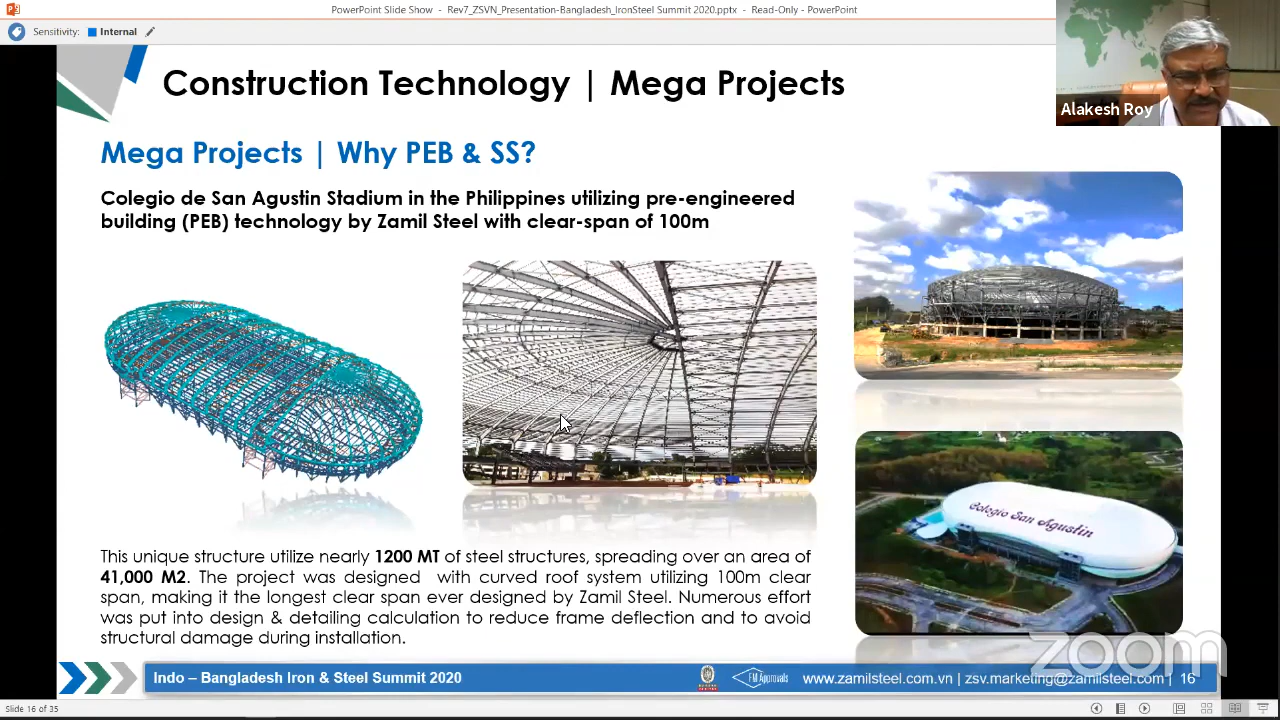 PowerPoint Slide Show - Rev7_ZSVN_Presentation-Bangladesh_IronSteel Summit 2020.pptx - Read-Only - PowerPoint
Sensitivity: Internal
Construction Technology | Mega Projects
Alakesh Roy
Mega Projects | Why PEB & SS?
Colegio de San Agustin Stadium in the Philippines utilizing pre-engineered
building (PEB) technology by Zamil Steel with clear-span of 100m
Colegio San Agustin
This unique structure utilize nearly 1200 MT of steel structures, spreading over an area of
41,000 M2. The project was designed with curved roof system utilizing 100m clear
span, making it the longest clear span ever designed by Zamil Steel. Numerous effort
was put into design & detailing calculation to reduce frame deflection and to avoid
structural damage during installation.
zoom
Indo – Bangladesh Iron & Steel Summit 2020
FM Approvals
www.zamilsteel.com.vn | zsv.marketing@zamilsteel.com | 16
Slide 16 of 35